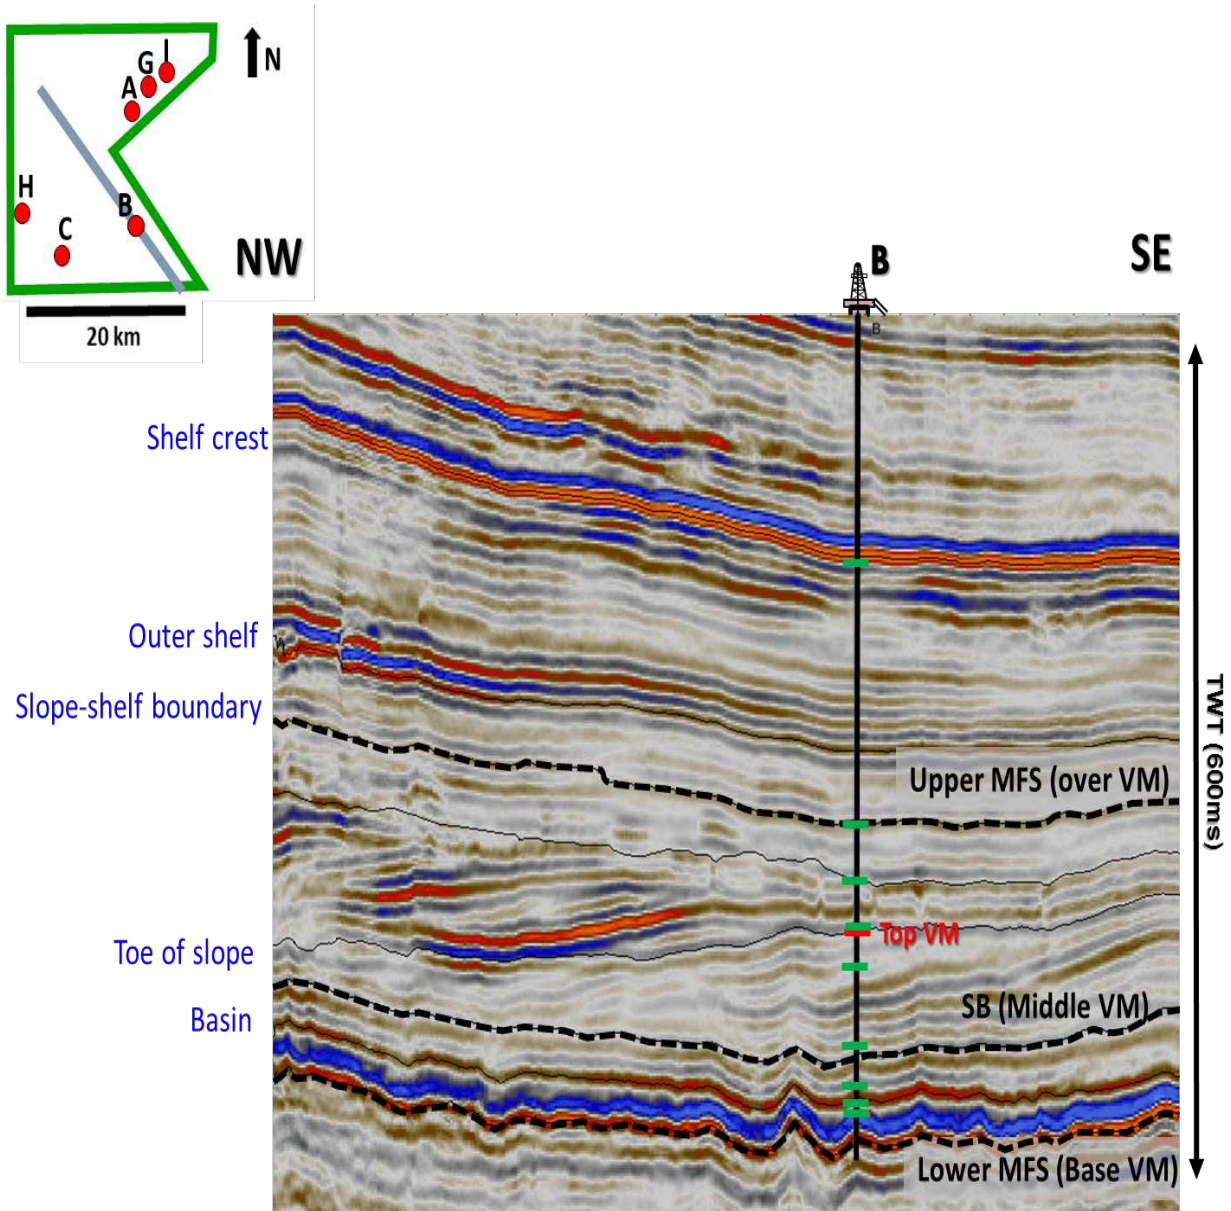 I
G
N
A
H
B
C
NW
20 km
B
SE
B
Shelf crest
Outer shelf
Slope-shelf boundary
Upper MFS (over VM)
TWT (600ms)
Top VM
Toe of slope
SB (Middle VM)
Basin
Lower MFS (Base VM)